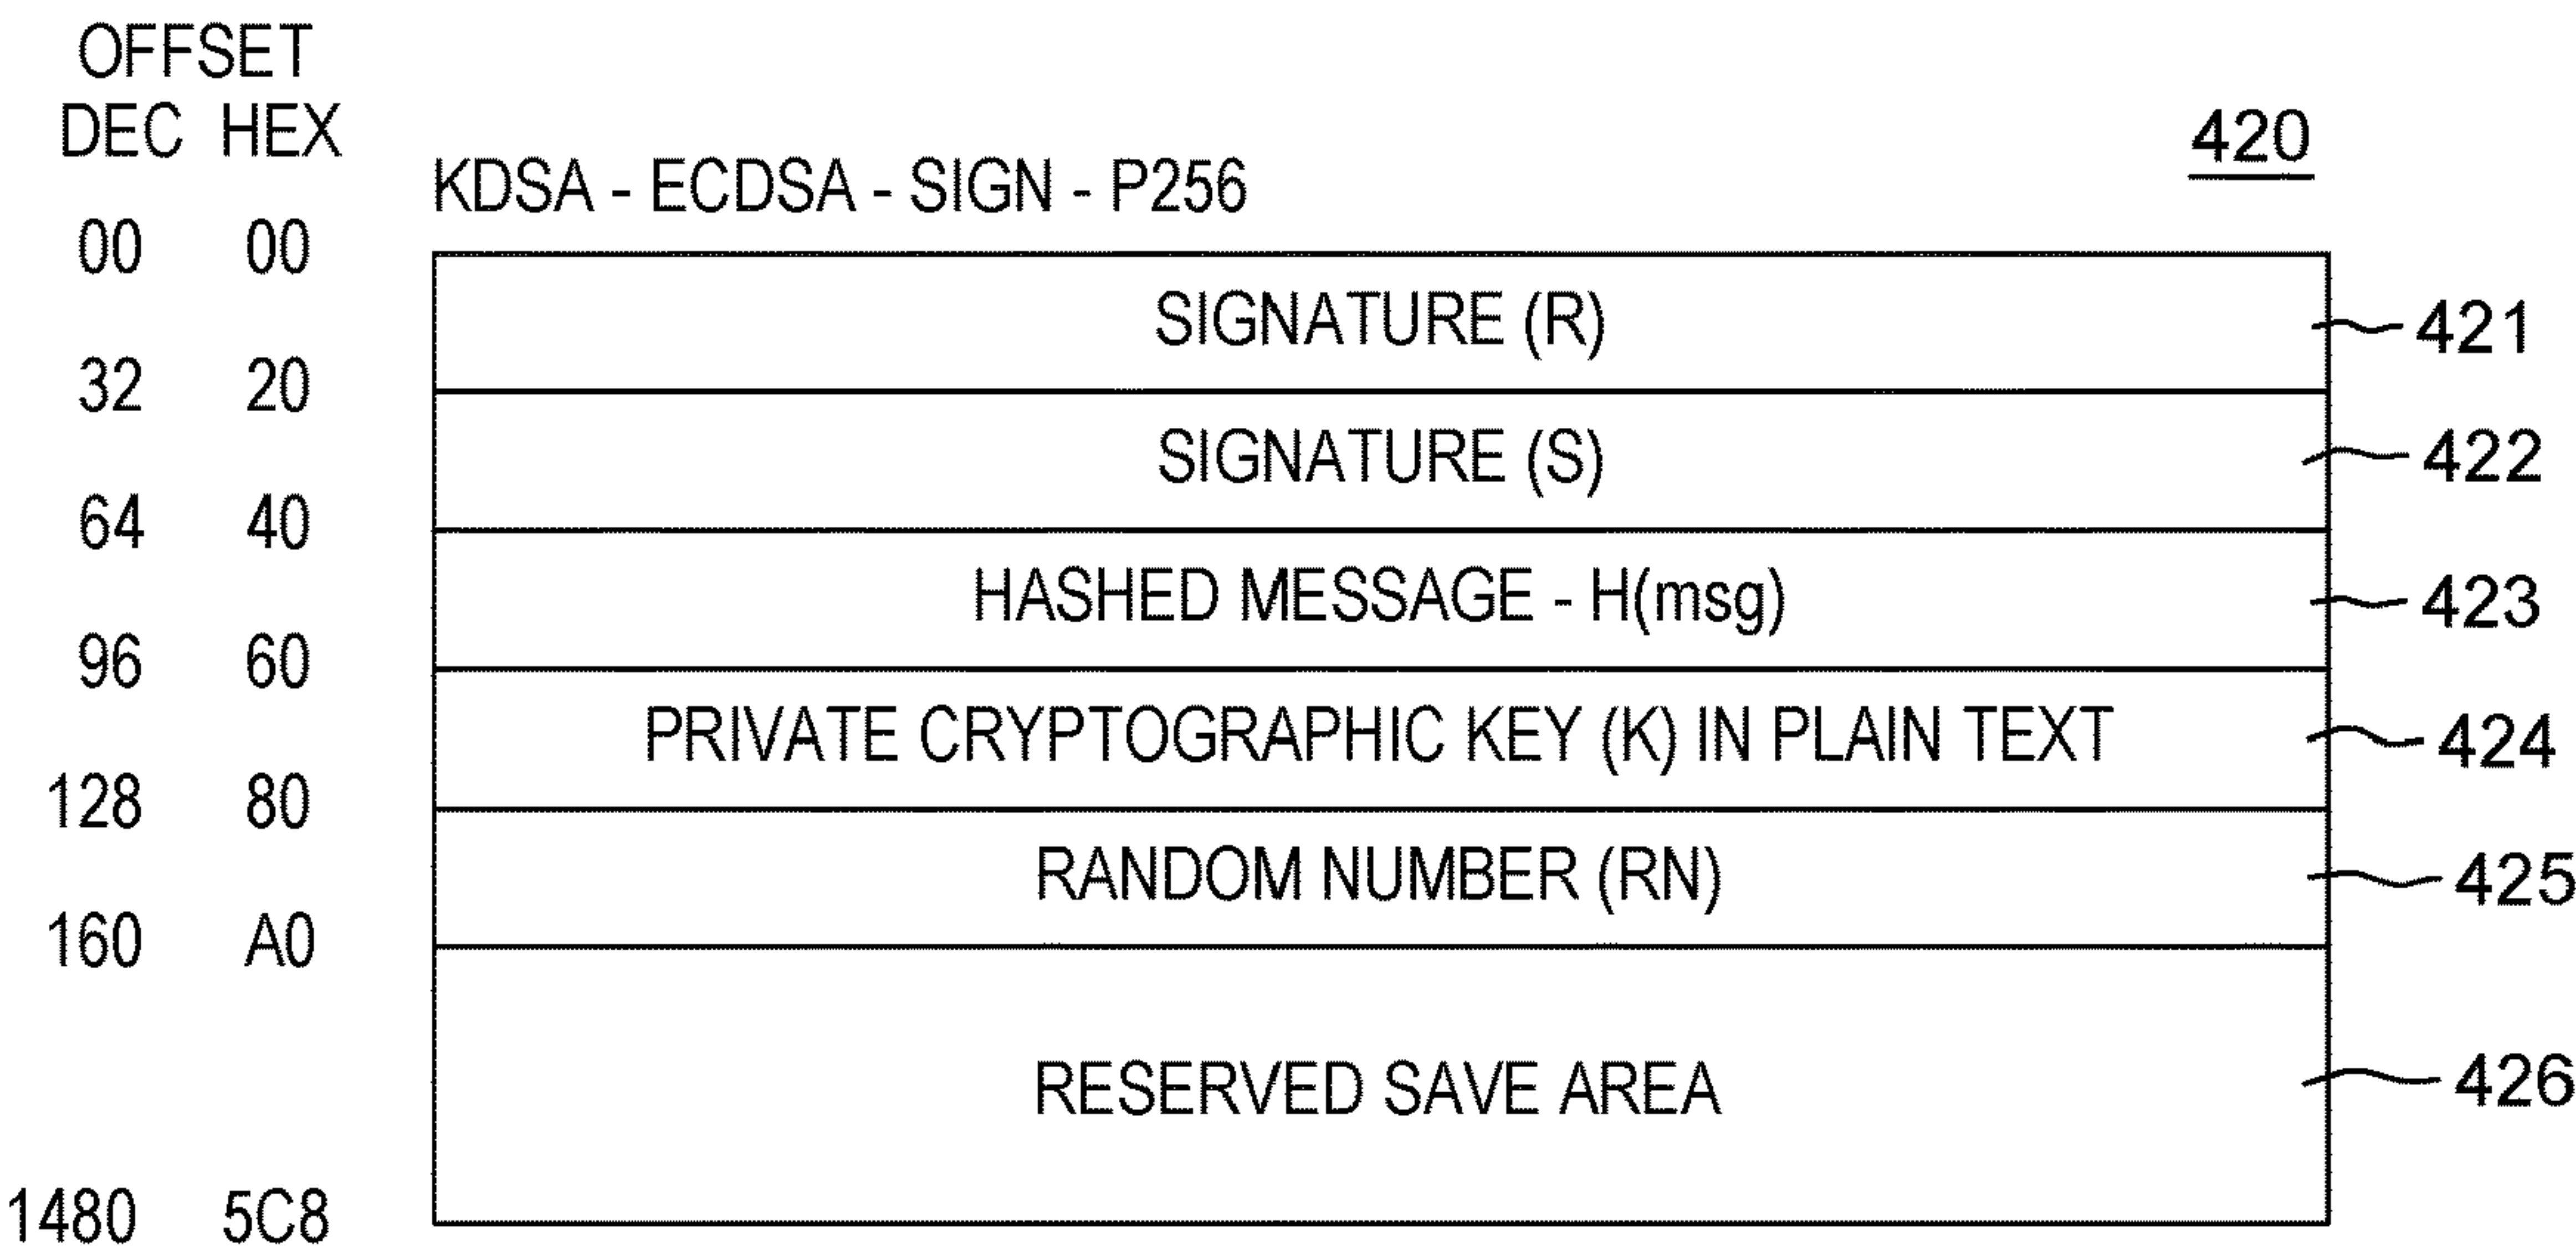 OFFSET
DEC HEX
420
KDSA - ECDSA - SIGN - P256
00 00
SIGNATURE (R)
421
32 20
SIGNATURE (S)
422
64 40
HASHED MESSAGE - H(msg)
423
96 60
PRIVATE CRYPTOGRAPHIC KEY (K) IN PLAIN TEXT
424
128 80
RANDOM NUMBER (RN)
425
160 A0
RESERVED SAVE AREA
426
1480 5C8